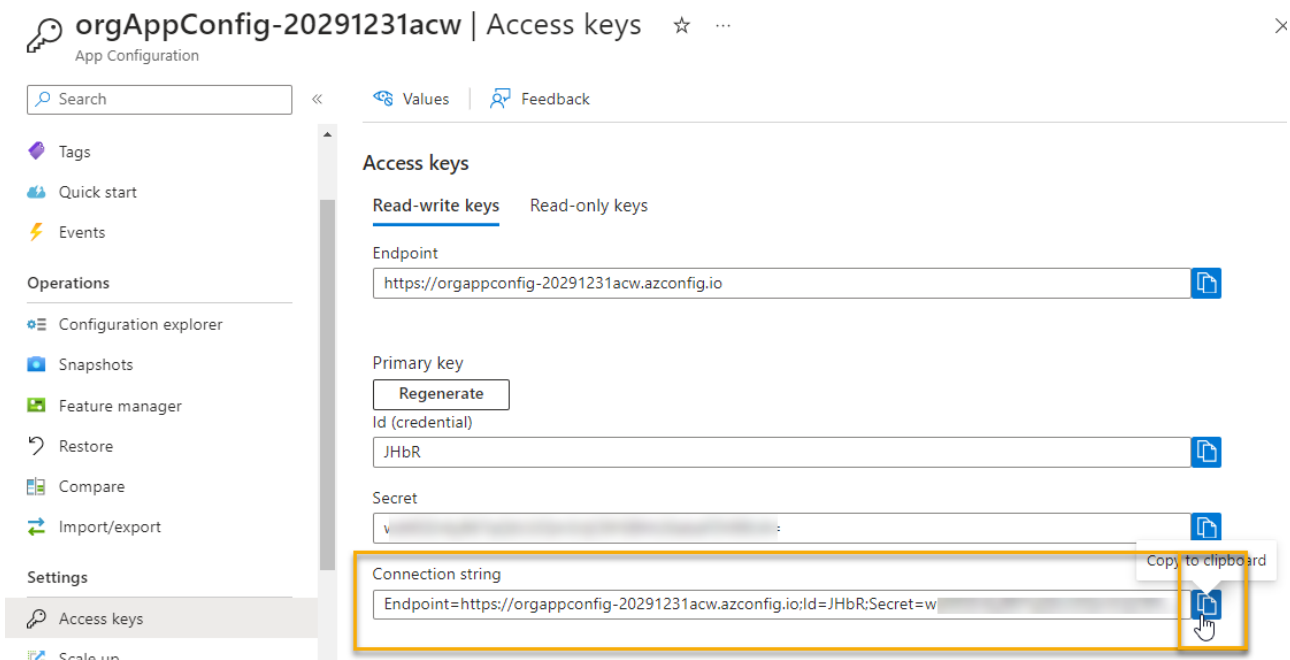 orgAppConfig-20291231acw | Access keys ☆ ···
App Configuration
Search
«
Values
Feedback
Tags
Quick start
Events
Operations
Configuration explorer
Snapshots
Feature manager
Restore
Compare
Import/export
Settings
Access keys
Scale up
Access keys
Read-write keys
Read-only keys
Endpoint
https://orgappconfig-20291231acw.azconfig.io
Primary key
Regenerate
Id (credential)
JHbR
Secret
Copy to clipboard
Connection string
Endpoint=https://orgappconfig-20291231acw.azconfig.io;Id=JHbR;Secret=w